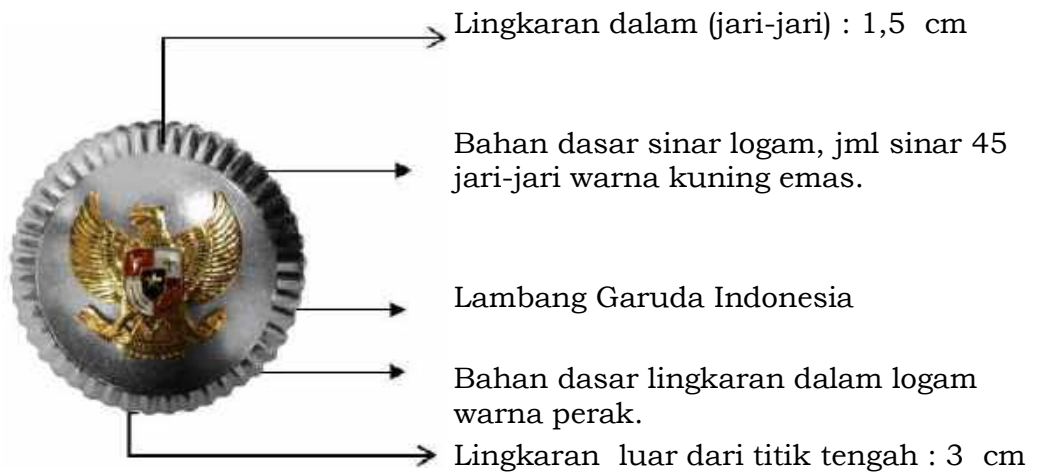 Lingkaran dalam (jari-jari) : 1,5  cm
Bahan dasar sinar logam, jml sinar 45
jari-jari warna kuning emas.
Lambang Garuda Indonesia
Bahan dasar lingkaran dalam logam
warna perak.
Lingkaran  luar dari titik tengah : 3  cm